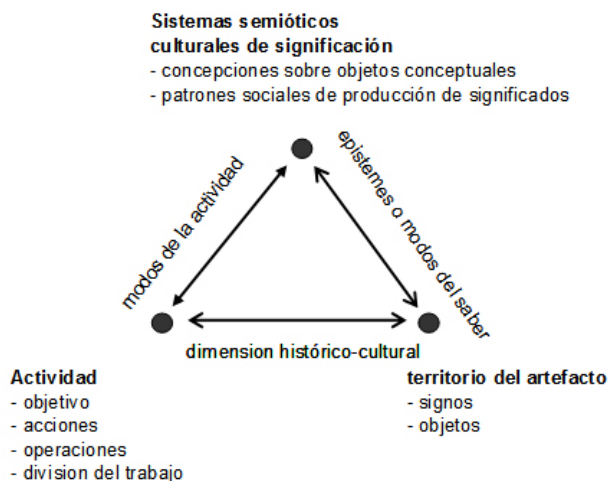 Sistemas semióticos
culturales de significación
- concepciones sobre objetos conceptuales
- patrones sociales de producción de significados
modos de la actividad
epistemes o modos del saber
dimension histórico-cultural
Actividad
- objetivo
- acciones
- operaciones
- division del trabajo
territorio del artefacto
- signos
- objetos